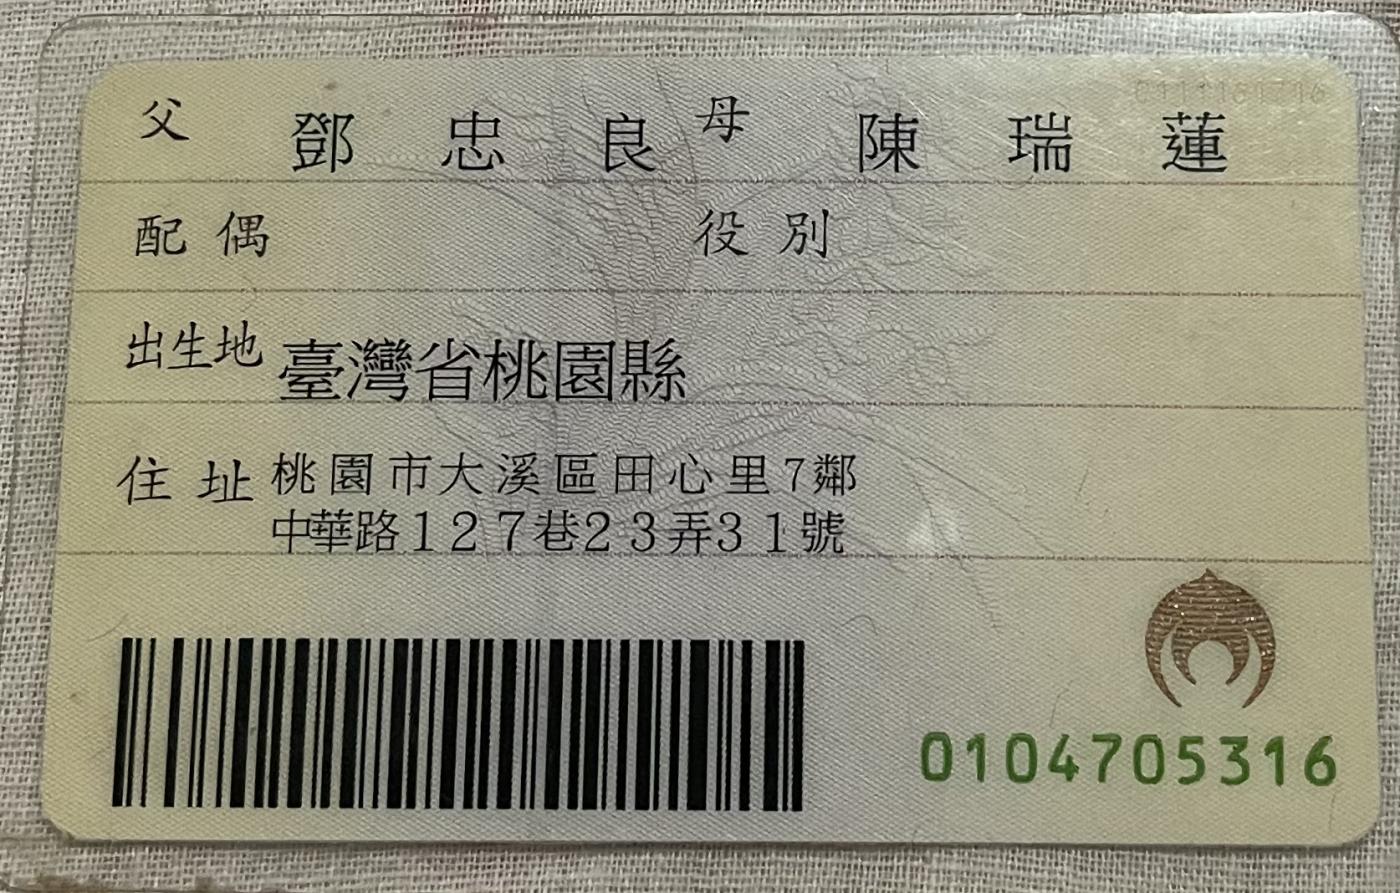 父 鄧忠良 母 陳瑞蓮
配偶 役別
出生地 臺灣省桃園縣
住址 桃園市大溪區田心里7鄰
中華路127巷23弄31號
0104705316